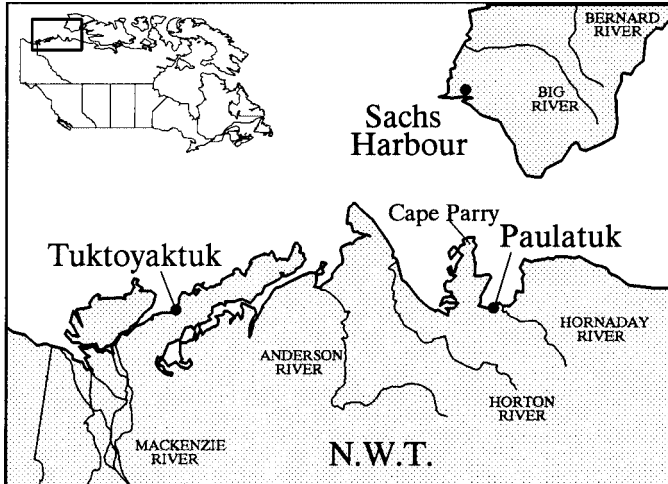 BERNARD
RIVER
BIG
RIVER
Sachs
Harbour
Cape Parry
Paulatuk
Tuktoyaktuk
HORNADAY
RIVER
ANDERSON
RIVER
HORTON
RIVER
MACKENZIE
RIVER
N.W.T.